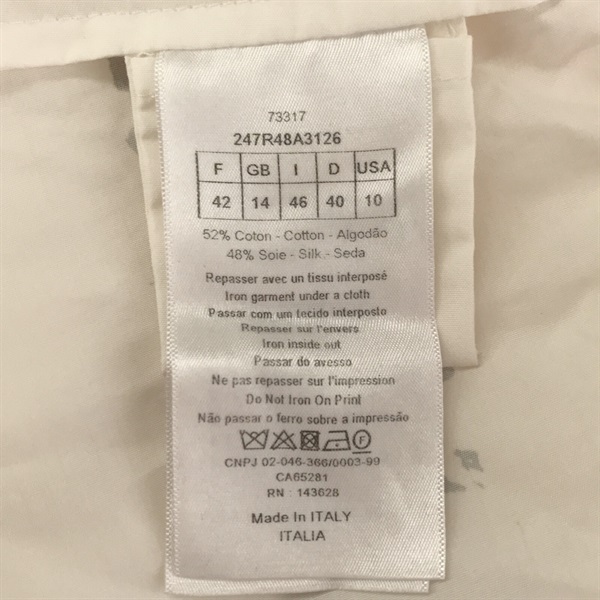 73317
247R48A3126
F GB I D USA
42 14 46 40 10
52% Coton - Cotton - Algodão
48% Soie - Silk - Seda
Repasser avec un tissu interposé
Iron garment under a cloth
Passar com um tecido interposto
Repasser sur l'envers
Iron inside out
Passar do avesso
Ne pas repasser sur l'impression
Do Not Iron On Print
Não passar o ferro sobre a impressão
F
CNPJ 02-046-366/0003-99
CA65281
RN : 143628
Made In ITALY
ITALIA